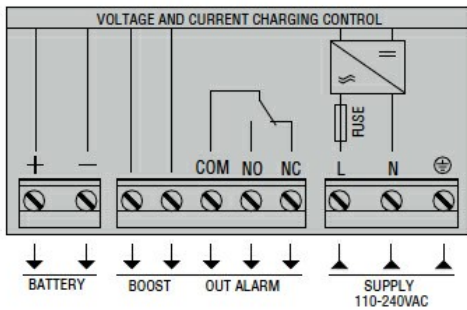 VOLTAGE AND CURRENT CHARGING CONTROL
FUSE
+ − COM NO NC L N
BATTERY BOOST OUT ALARM SUPPLY
110-240VAC